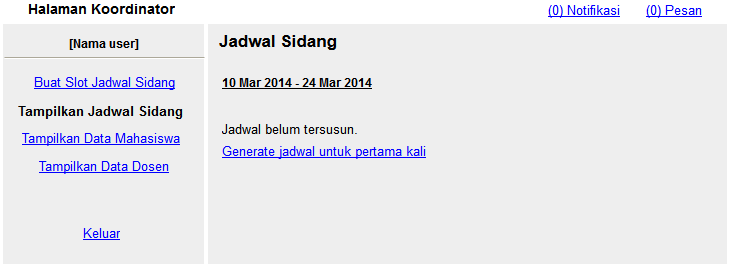 Halaman Koordinator
(0) Notifikasi (0) Pesan
[Nama user]
Buat Slot Jadwal Sidang
Tampilkan Jadwal Sidang
Tampilkan Data Mahasiswa
Tampilkan Data Dosen
Keluar
Jadwal Sidang
10 Mar 2014 - 24 Mar 2014
Jadwal belum tersusun.
Generate jadwal untuk pertama kali